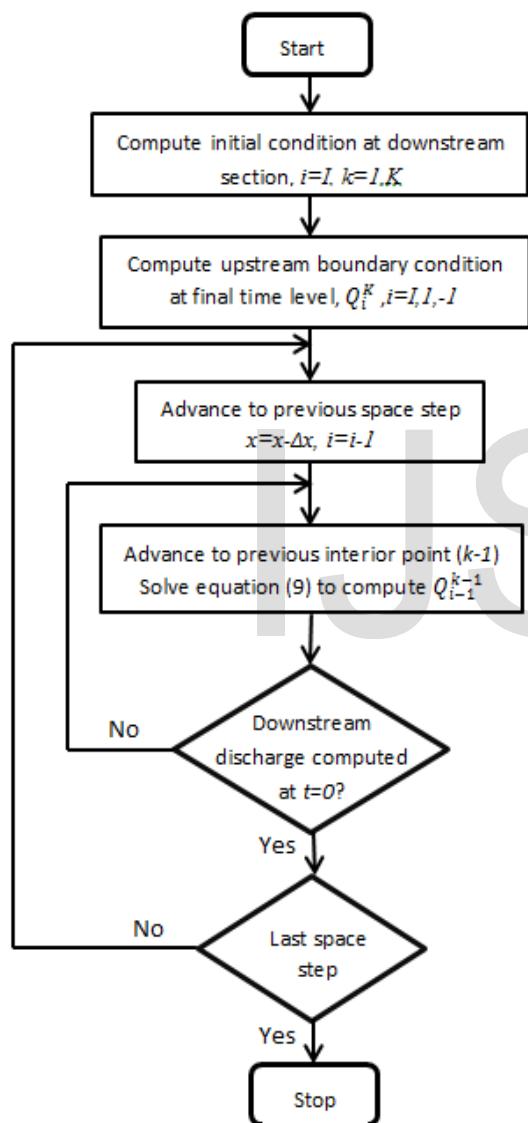 Start
Compute initial condition at downstream
section, i=I, k=1,K
Compute upstream boundary condition
at final time level, Q_i^K ,i=I,1,-1
Advance to previous space step
x=x-Δx, i=i-1
IJS
Advance to previous interior point (k-1)
Solve equation (9) to compute Q_{i-1}^{k-1}
No
Downstream
discharge computed
at t=0?
Yes
No
Last space
step
Yes
Stop